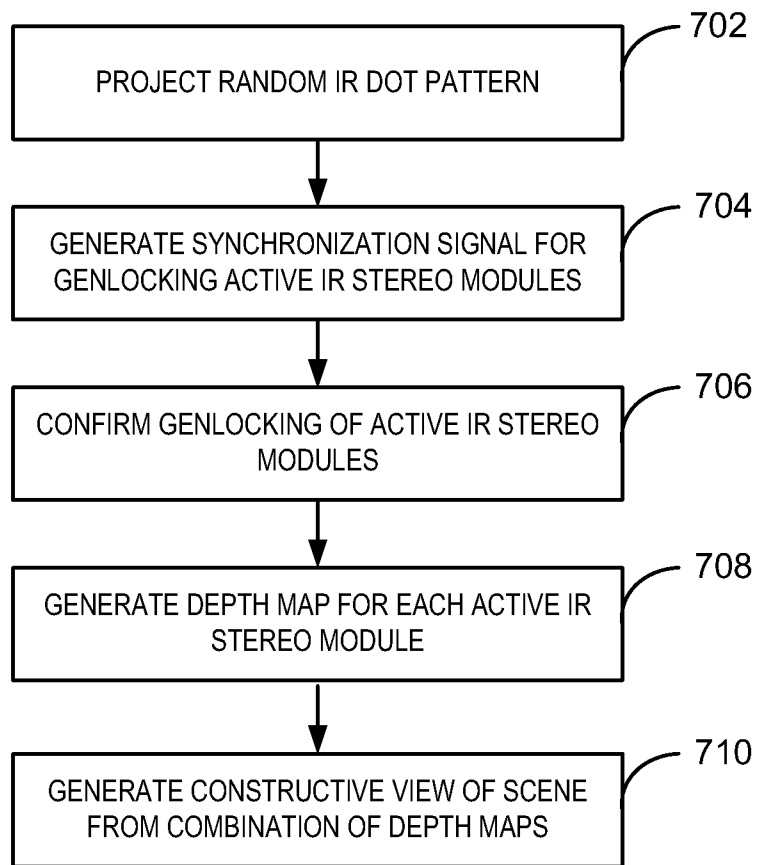 702
PROJECT RANDOM IR DOT PATTERN
704
GENERATE SYNCHRONIZATION SIGNAL FOR
GENLOCKING ACTIVE IR STEREO MODULES
706
CONFIRM GENLOCKING OF ACTIVE IR STEREO
MODULES
708
GENERATE DEPTH MAP FOR EACH ACTIVE IR
STEREO MODULE
710
GENERATE CONSTRUCTIVE VIEW OF SCENE
FROM COMBINATION OF DEPTH MAPS